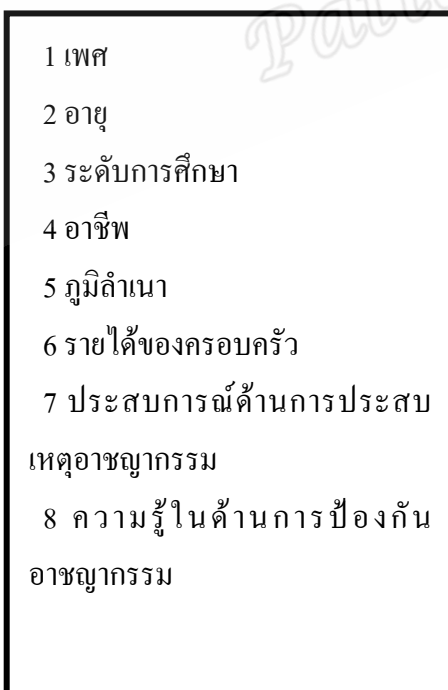 1 เพศ
2 อายุ
3 ระดับการศึกษา
4 อาชีพ
5 ภูมิลำเนา
6 รายได้ของครอบครัว
7 ประสบการณ์ด้านการประสบ
เหตุอาชญากรรม
8 ความรู้ในด้านการป้องกัน
อาชญากรรม